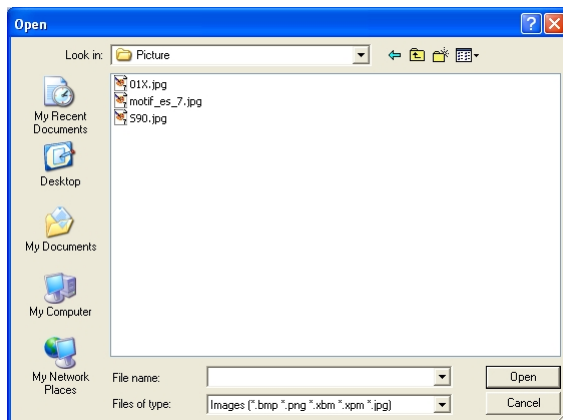 Open
Look in: Picture
01X.jpg
motif_es_7.jpg
S90.jpg
My Recent
Documents
Desktop
My Documents
My Computer
My Network
Places
File name:
Open
Files of type: Images (*.bmp *.png *.xbm *.xpm *.jpg)
Cancel